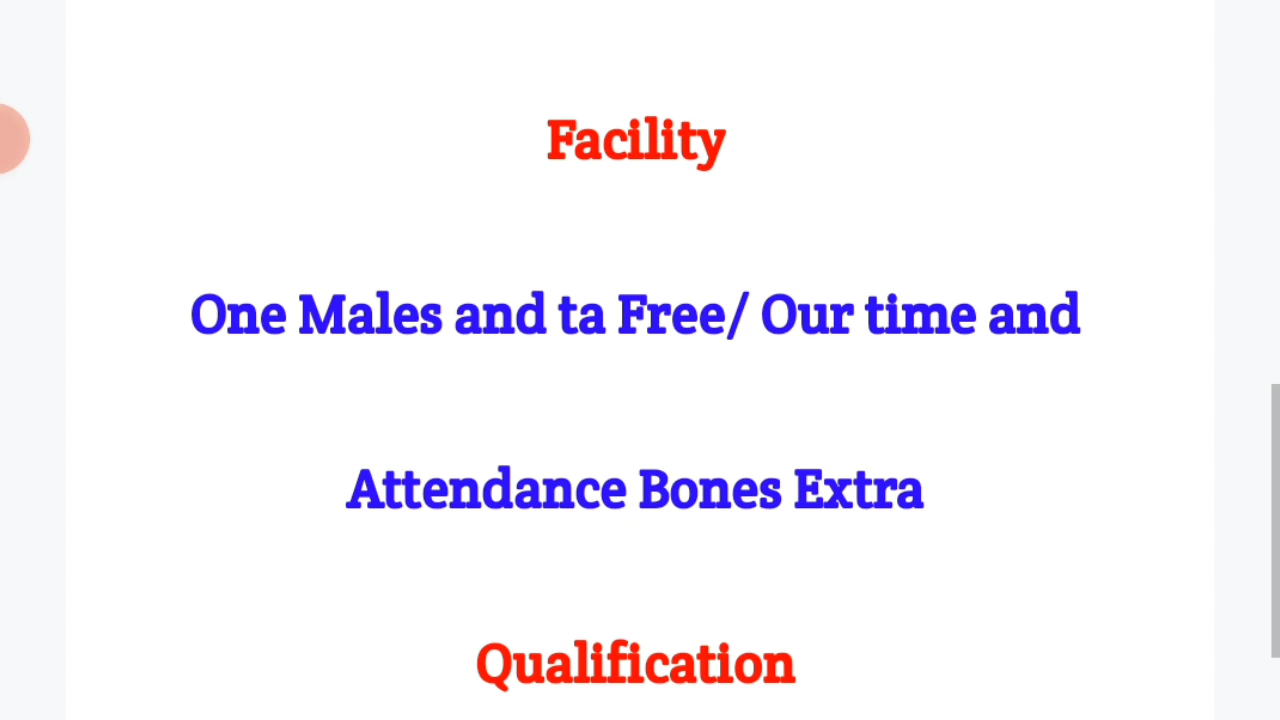 Facility
One Males and ta Free/ Our time and
Attendance Bones Extra
Qualification